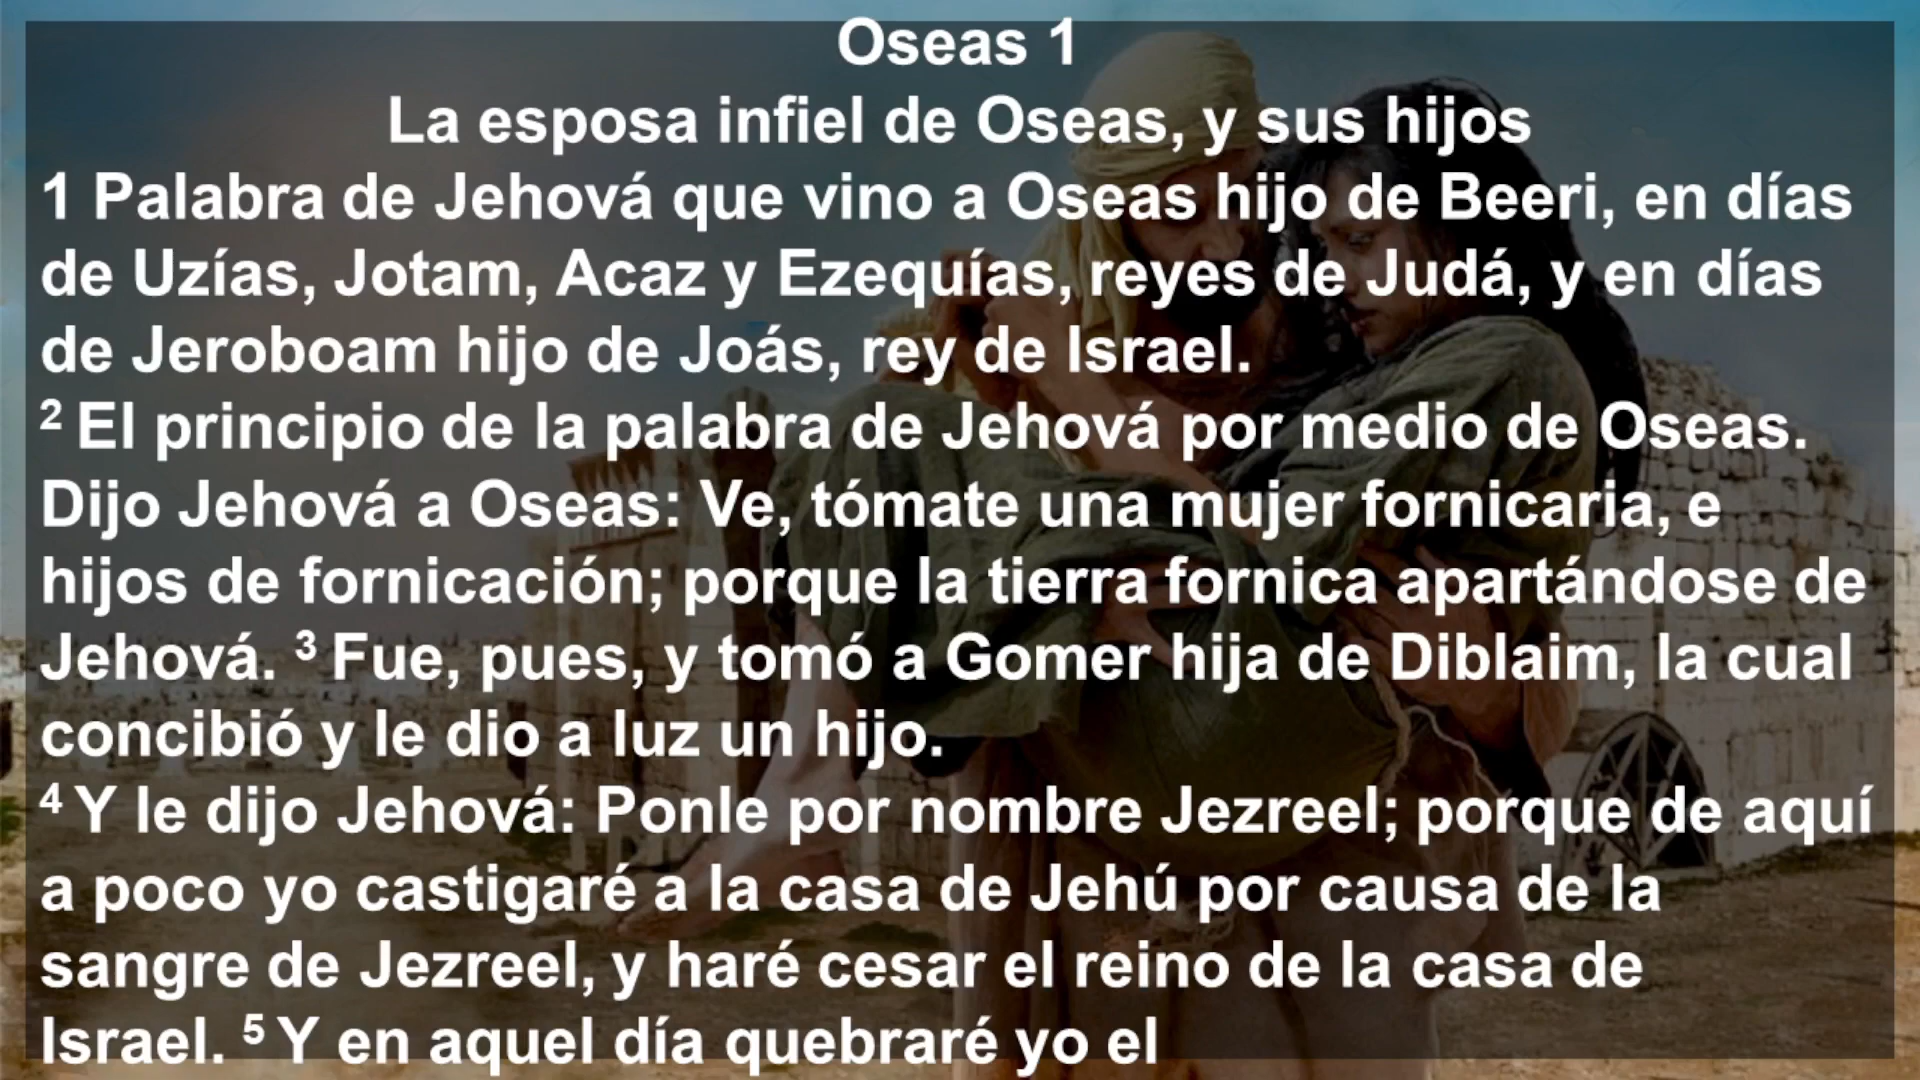 Oseas 1
La esposa infiel de Oseas, y sus hijos
1 Palabra de Jehová que vino a Oseas hijo de Beeri, en días
de Uzías, Jotam, Acaz y Ezequías, reyes de Judá, y en días
de Jeroboam hijo de Joás, rey de Israel.
2 El principio de la palabra de Jehová por medio de Oseas.
Dijo Jehová a Oseas: Ve, tómate una mujer fornicaria, e
hijos de fornicación; porque la tierra fornica apartándose de
Jehová. 3 Fue, pues, y tomó a Gomer hija de Diblaim, la cual
concibió y le dio a luz un hijo.
4 Y le dijo Jehová: Ponle por nombre Jezreel; porque de aquí
a poco yo castigaré a la casa de Jehú por causa de la
sangre de Jezreel, y haré cesar el reino de la casa de
Israel. 5 Y en aquel día quebraré yo el